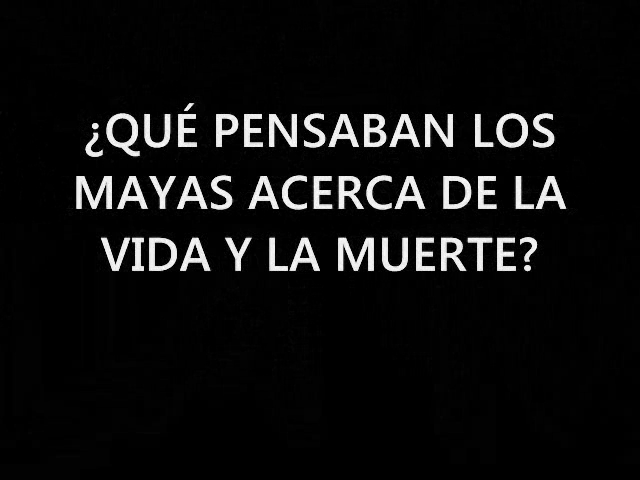 ¿QUÉ PENSABAN LOS
MAYAS ACERCA DE LA
VIDA Y LA MUERTE?